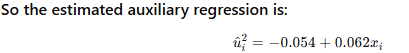 So the estimated auxiliary regression is:
û²ᵢ = −0.054 + 0.062xᵢ